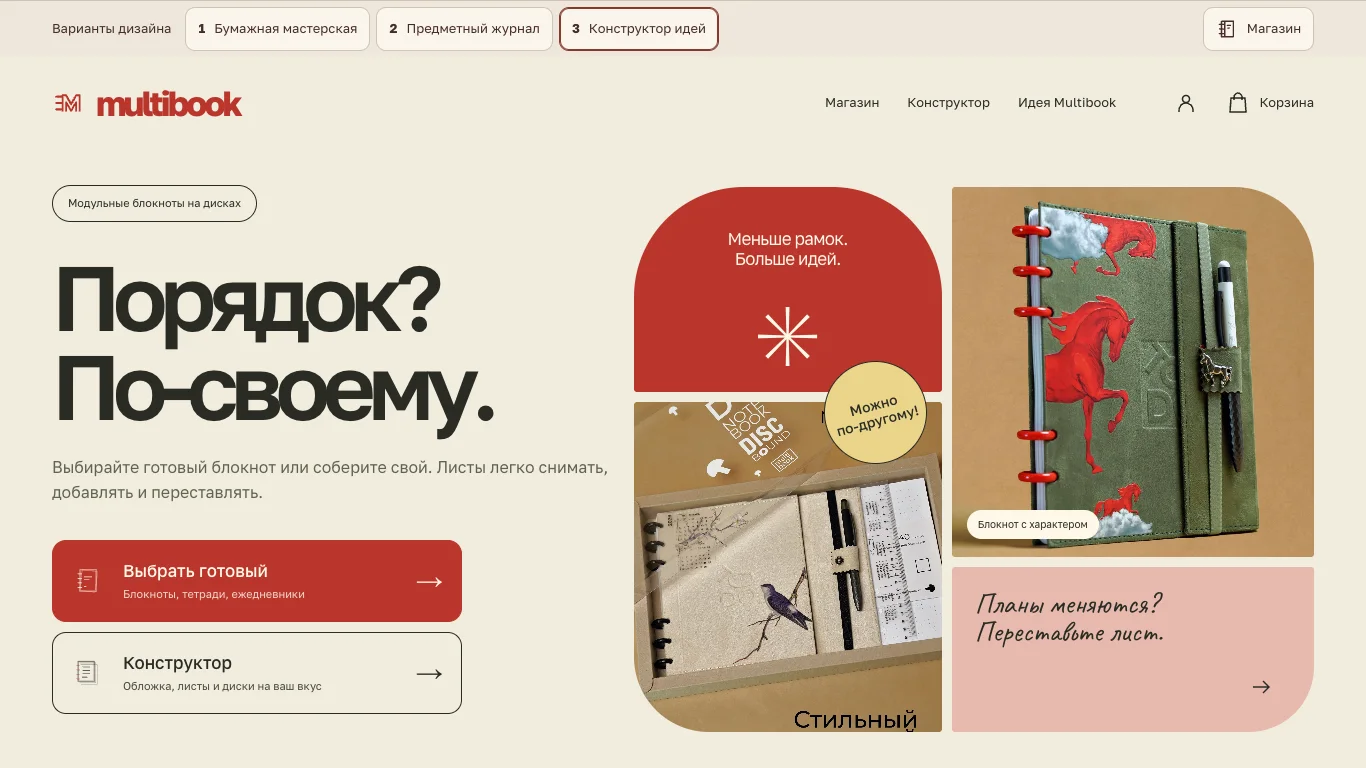 Варианты дизайна
1 Бумажная мастерская
2 Предметный журнал
3 Конструктор идей
Магазин
multibook
Магазин
Конструктор
Идея Multibook
Корзина
Модульные блокноты на дисках
Порядок?
По-своему.
Выбирайте готовый блокнот или соберите свой. Листы легко снимать,
добавлять и переставлять.
Выбрать готовый
Блокноты, тетради, ежедневники
Конструктор
Обложка, листы и диски на ваш вкус
Меньше рамок.
Больше идей.
Можно
по-другому!
NOTE
BOOK
DISC
BOUND
Стильный
Блокнот с характером
Планы меняются?
Переставьте лист.